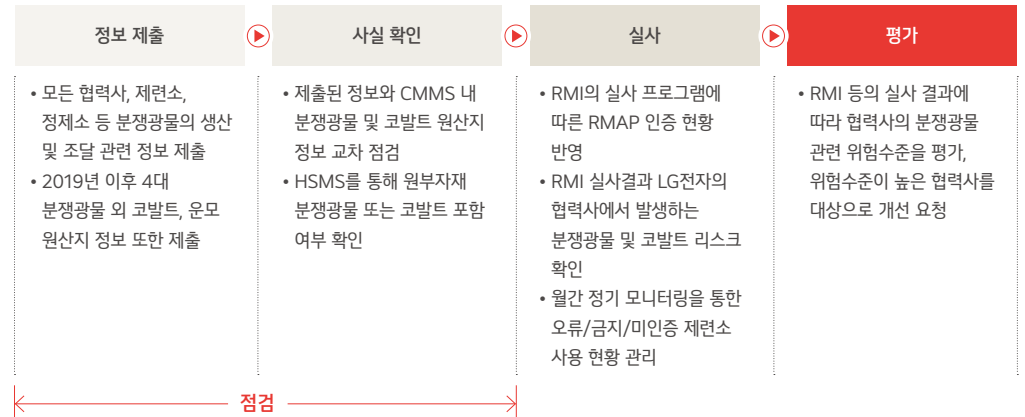 정보 제출
사실 확인
실사
평가
• 모든 협력사, 제련소,
정제소 등 분쟁광물의 생산
및 조달 관련 정보 제출
• 2019년 이후 4대
분쟁광물 외 코발트, 운모
원산지 정보 또한 제출
• 제출된 정보와 CMMS 내
분쟁광물 및 코발트 원산지
정보 교차 점검
• HSMS를 통해 원부자재
분쟁광물 또는 코발트 포함
여부 확인
• RMI의 실사 프로그램에
따른 RMAP 인증 현황
반영
• RMI 실사결과 LG전자의
협력사에서 발생하는
분쟁광물 및 코발트 리스크
확인
• 월간 정기 모니터링을 통한
오류/금지/미인증 제련소
사용 현황 관리
• RMI 등의 실사 결과에
따라 협력사의 분쟁광물
관련 위험수준을 평가,
위험수준이 높은 협력사를
대상으로 개선 요청
점검